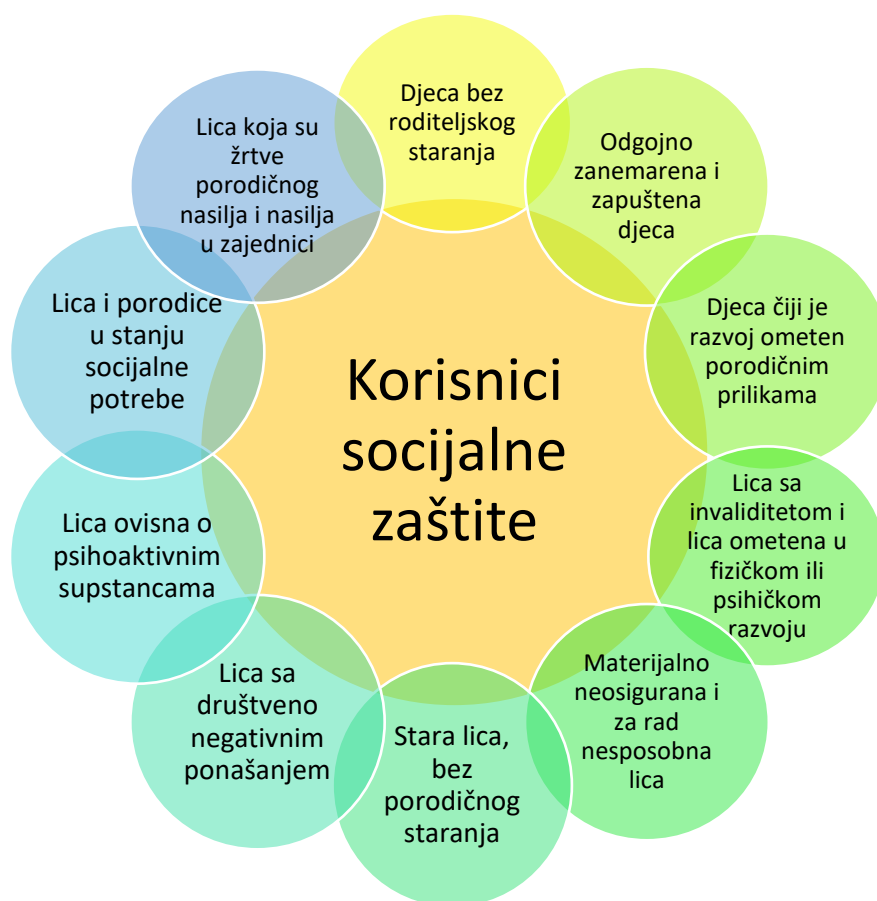 Djeca bez
roditeljskog
staranja
Odgojno
zanemarena i
zapuštena
djeca
Djeca čiji je
razvoj ometen
porodičnim
prilikama
Lica sa
invaliditetom i
lica ometena u
fizičkom ili
psihičkom
razvoju
Materijalno
neosigurana i
za rad
nesposobna
lica
Stara lica,
bez
porodičnog
staranja
Lica sa
društveno
negativnim
ponašanjem
Lica ovisna o
psihoaktivnim
supstancama
Lica i porodice
u stanju
socijalne
potrebe
Lica koja su
žrtve
porodičnog
nasilja i nasilja
u zajednici
Korisnici
socijalne
zaštite